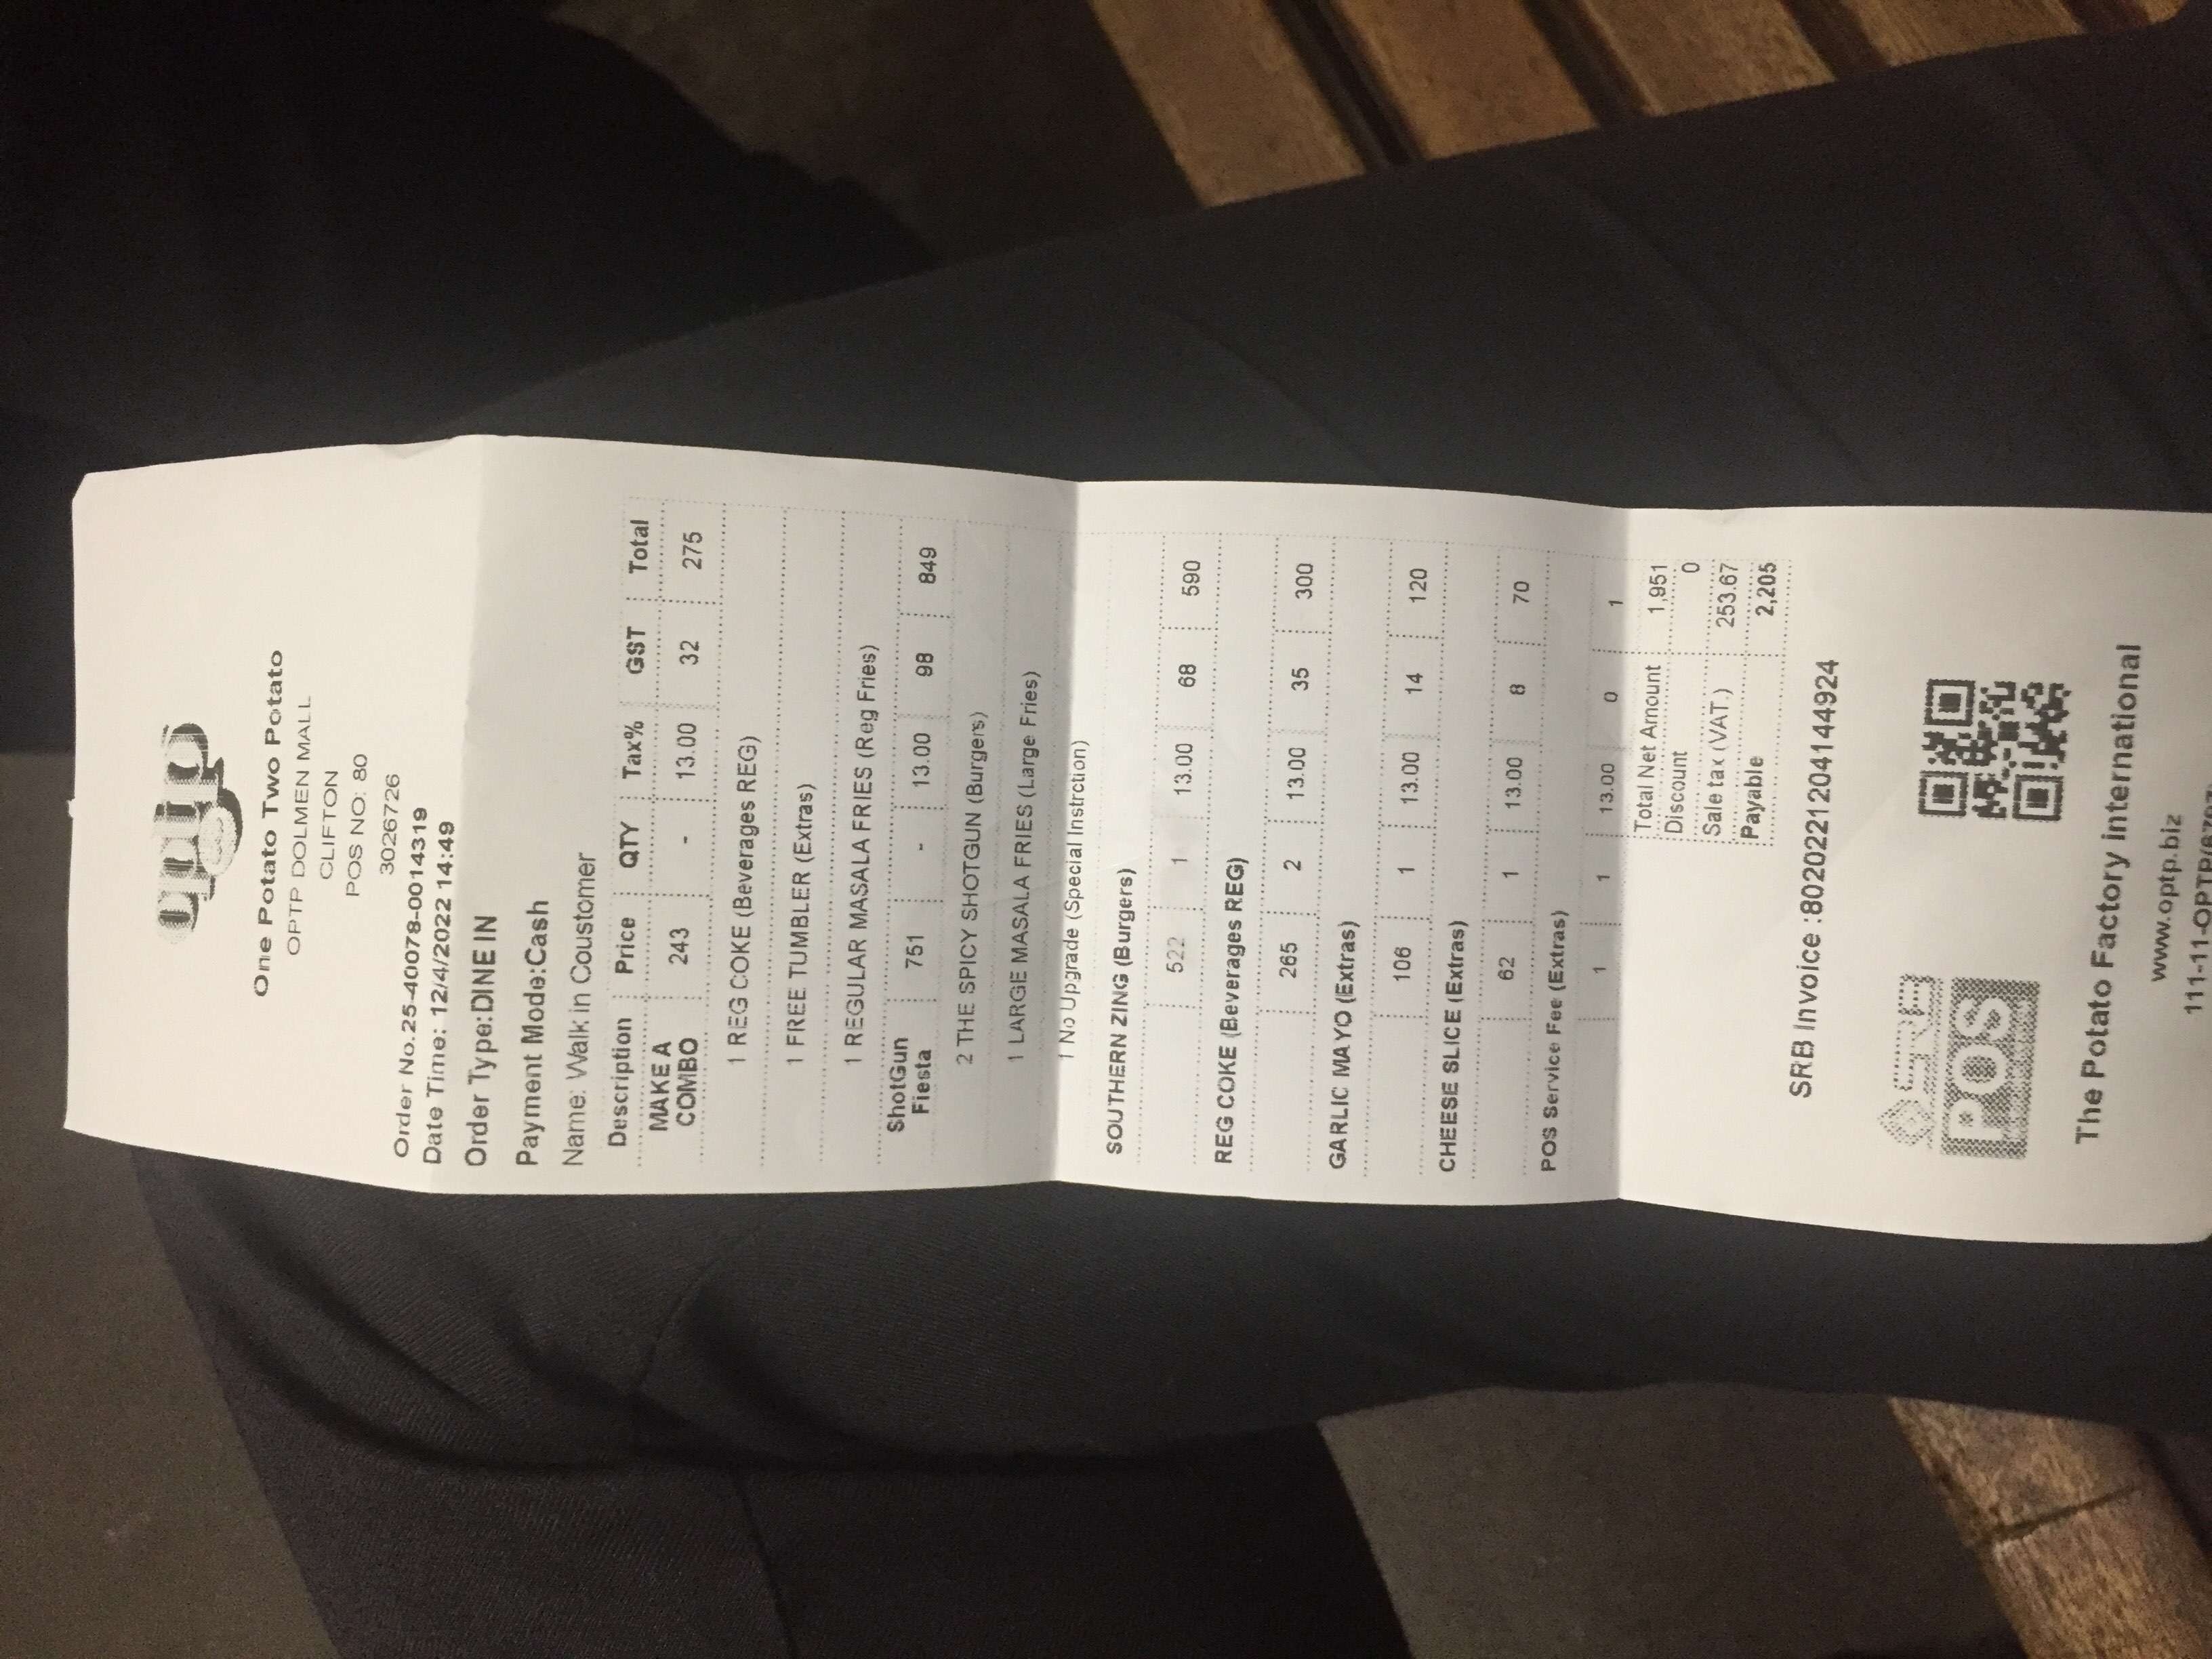 optp
One Potato Two Potato
OPTP DOLMEN MALL
CLIFTON
POS NO: 80
3026726
Order No.25-40078-0014319
Date Time: 12/4/2022 14:49
Order Type:DINE IN
Payment Mode:Cash
Name: Walk in Coustomer
Description Price QTY Tax% GST Total
MAKE A
COMBO 243 - 13.00 32 275
1 REG COKE (Beverages REG)
1 FREE TUMBLER (Extras)
1 REGULAR MASALA FRIES (Reg Fries)
ShotGun
Fiesta 751 - 13.00 98 849
2 THE SPICY SHOTGUN (Burgers)
1 LARGE MASALA FRIES (Large Fries)
1 No Upgrade (Special Instrction)
SOUTHERN ZING (Burgers)
522 1 13.00 68 590
REG COKE (Beverages REG)
265 2 13.00 35 300
GARLIC MAYO (Extras)
106 1 13.00 14 120
CHEESE SLICE (Extras)
62 1 13.00 8 70
POS Service Fee (Extras)
1 1 13.00 0 1
Total Net Amount 1,951
Discount 0
Sale tax (VAT.) 253.67
Payable 2,205
SRB Invoice :8020221204144924
SRB
POS
The Potato Factory international
www.optp.biz
111-11-OPTP(6787)